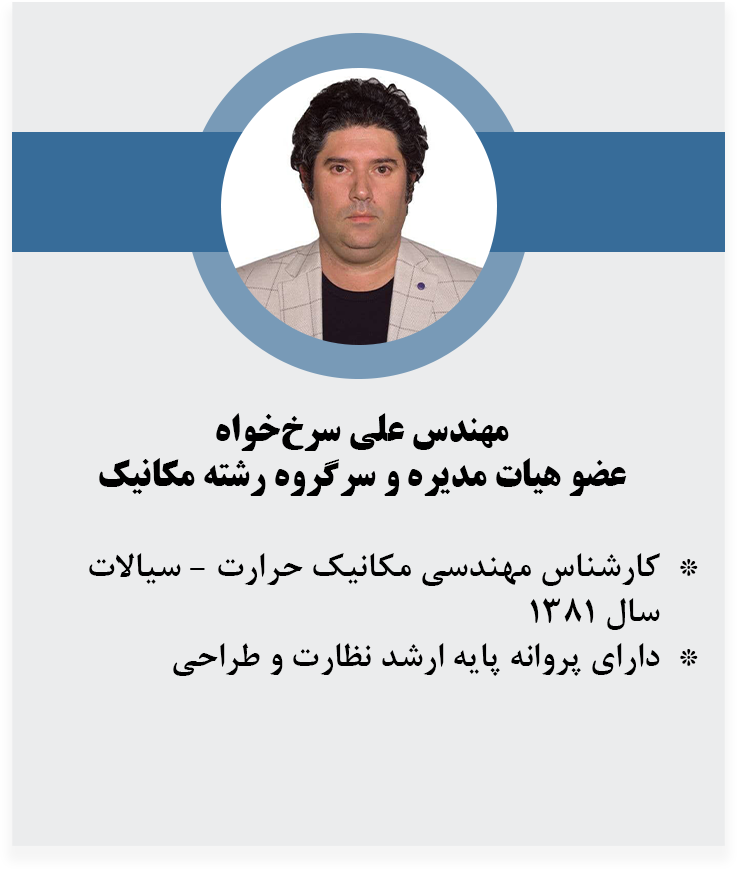 مهندس علی سرخ‌خواه
عضو هیات مدیره و سرگروه رشته مکانیک
❊ کارشناس مهندسی مکانیک حرارت - سیالات
سال ۱۳۸۱
❊ دارای پروانه پایه ارشد نظارت و طراحی